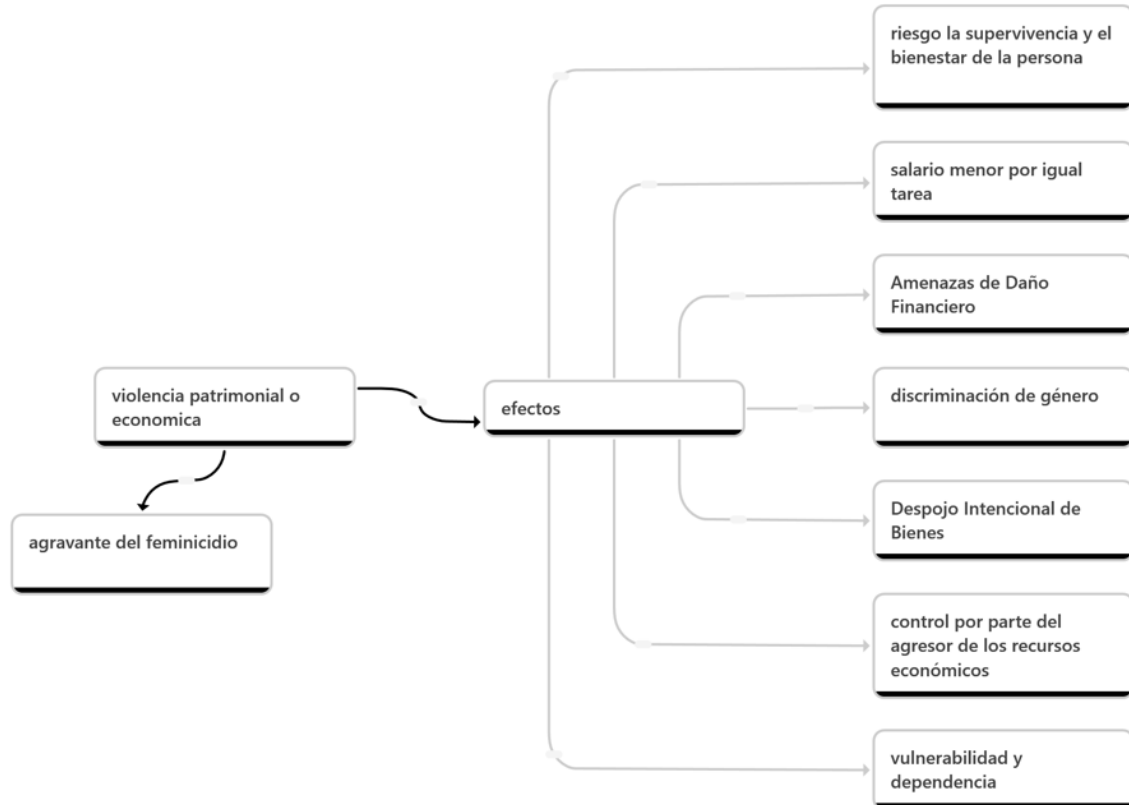 riesgo la supervivencia y el
bienestar de la persona
salario menor por igual
tarea
Amenazas de Daño
Financiero
violencia patrimonial o
economica
efectos
discriminación de género
agravante del feminicidio
Despojo Intencional de
Bienes
control por parte del
agresor de los recursos
económicos
vulnerabilidad y
dependencia